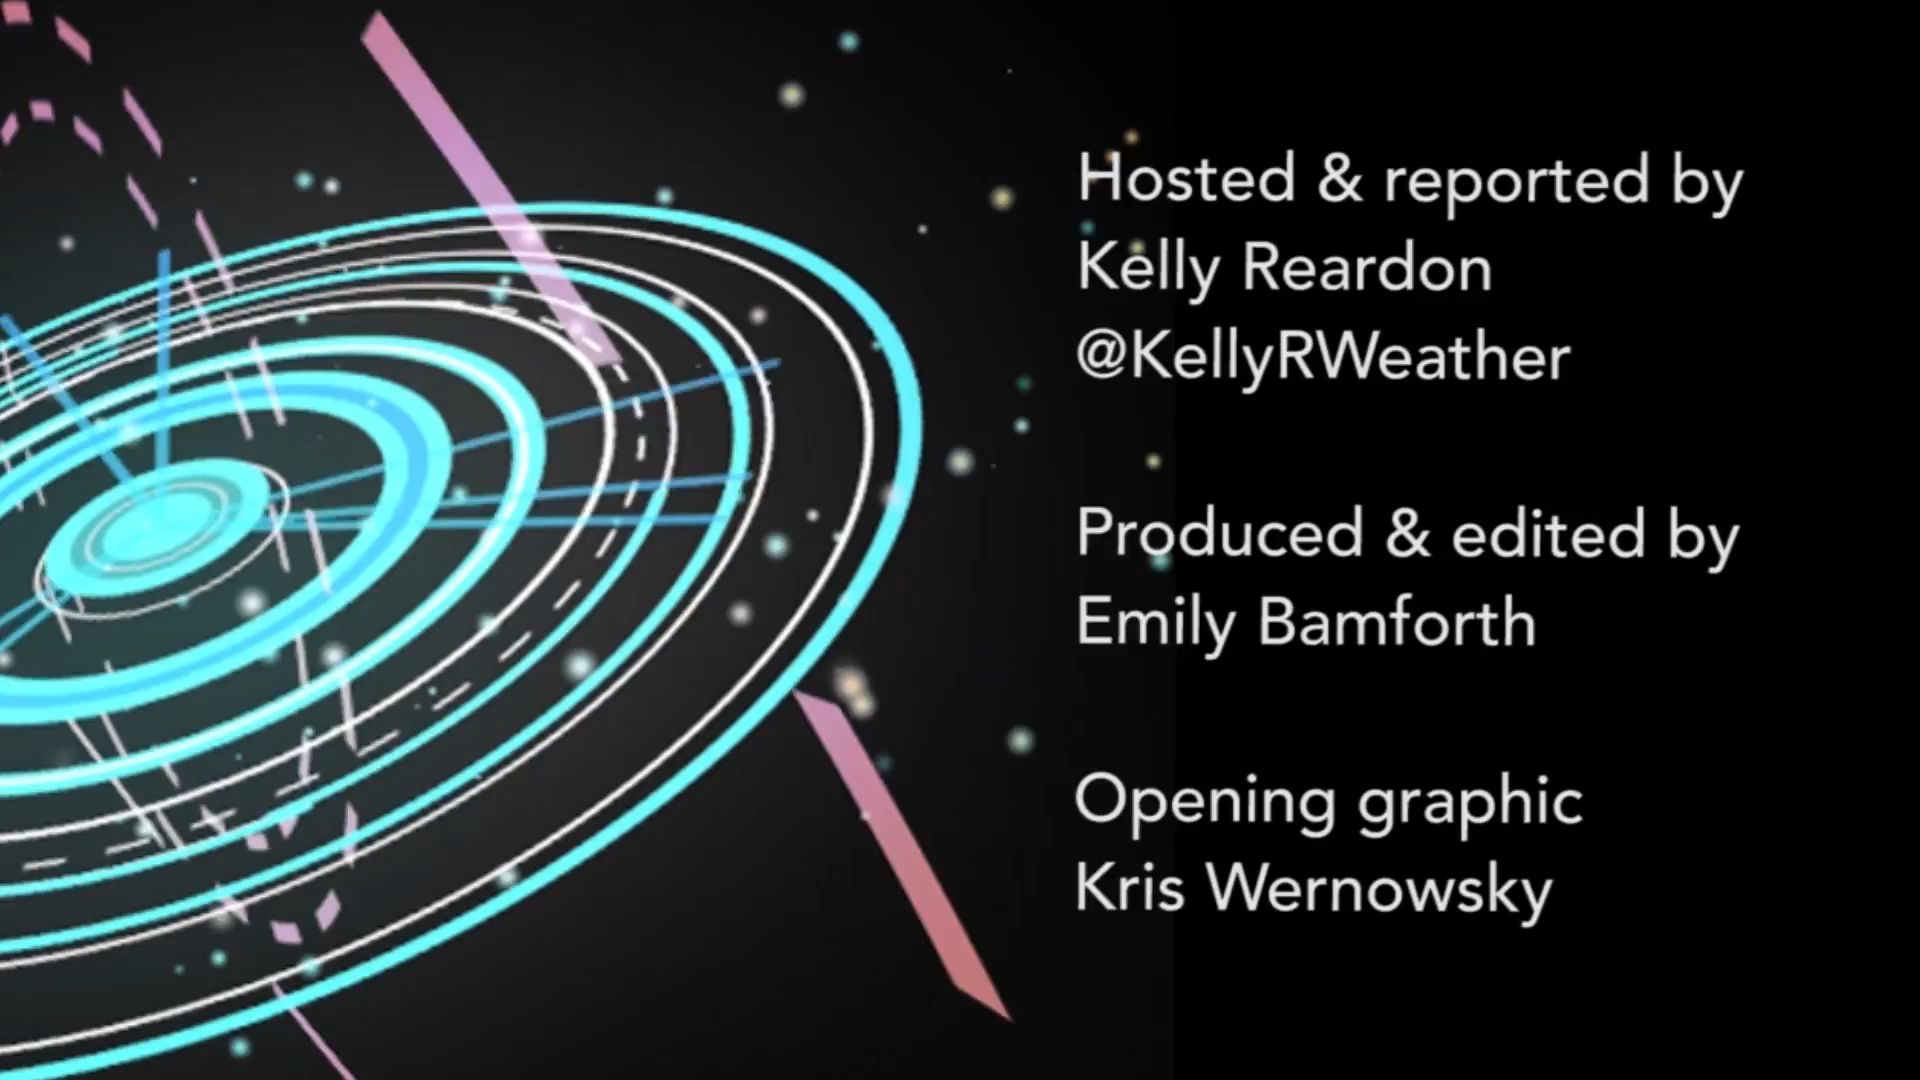 Hosted & reported by
Kelly Reardon
@KellyRWeather
Produced & edited by
Emily Bamforth
Opening graphic
Kris Wernowsky